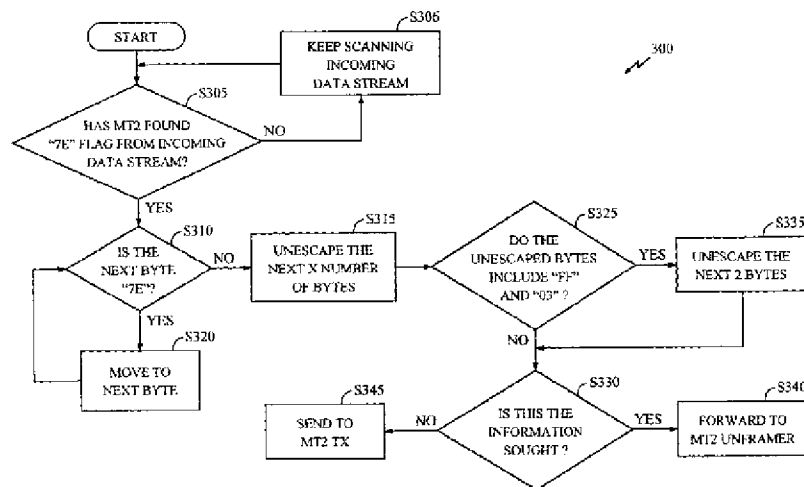 S306
START
KEEP SCANNING
INCOMING
DATA STREAM
300
S305
HAS MT2 FOUND
"7E" FLAG FROM INCOMING
DATA STREAM?
NO
YES
S310
IS THE
NEXT BYTE
"7E"?
NO
YES
S315
UNESCAPE THE
NEXT X NUMBER
OF BYTES
S325
DO THE
UNESCAPED BYTES
INCLUDE "FF"
AND "03" ?
YES
NO
S335
UNESCAPE THE
NEXT 2 BYTES
S320
MOVE TO
NEXT BYTE
S345
SEND TO
MT2 TX
NO
S330
IS THIS THE
INFORMATION
SOUGHT ?
YES
S340
FORWARD TO
MT2 UNFRAMER